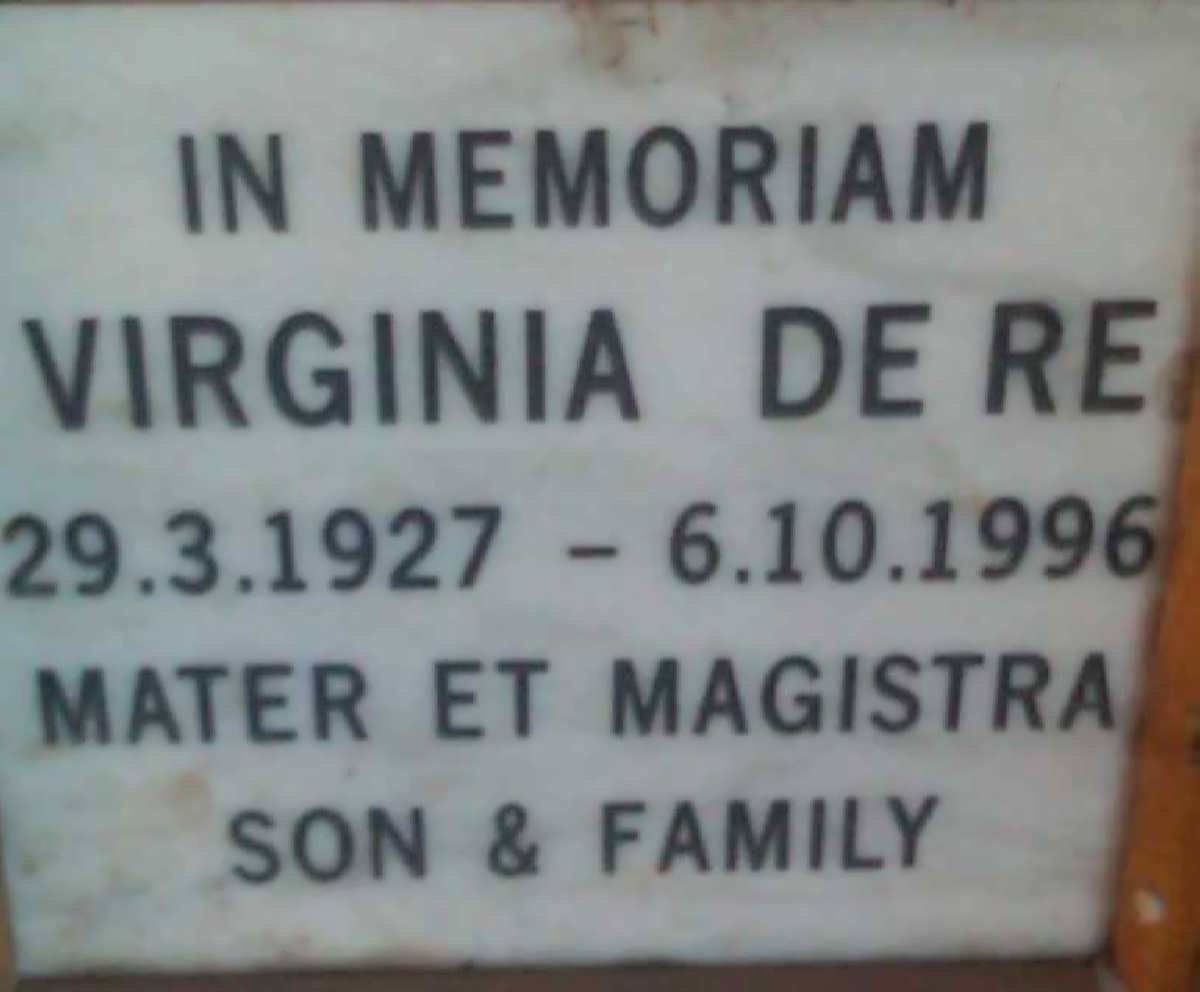 IN MEMORIAM
VIRGINIA DE RE
29.3.1927 – 6.10.1996
MATER ET MAGISTRA
SON & FAMILY